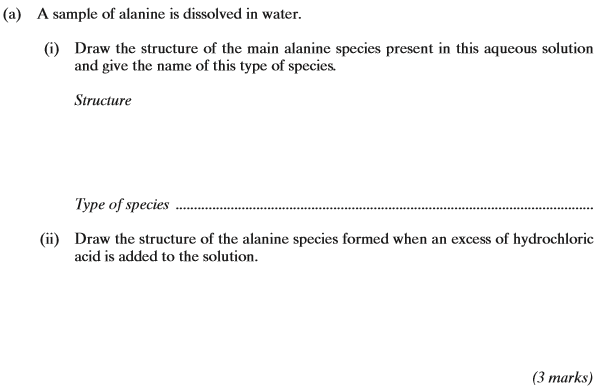 (a) A sample of alanine is dissolved in water.
(i) Draw the structure of the main alanine species present in this aqueous solution
and give the name of this type of species.
Structure
Type of species ........................................................................................................
(ii) Draw the structure of the alanine species formed when an excess of hydrochloric
acid is added to the solution.
(3 marks)